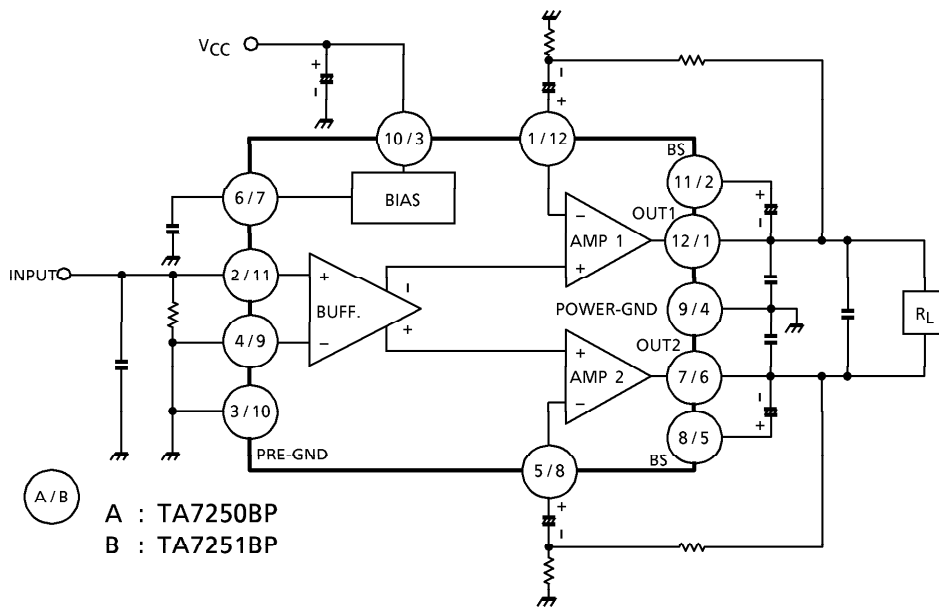 VCC
+
-
+
-
-
+
10/3
1/12
BS
6/7
BIAS
11/2
+
-
-
OUT1
AMP 1
12/1
INPUT
2/11
+
-
+
BUFF.
POWER-GND
9/4
RL
+
4/9
-
OUT2
+
AMP 2
7/6
-
-
+
3/10
8/5
PRE-GND
BS
5/8
A/B
A : TA7250BP
+
-
B : TA7251BP